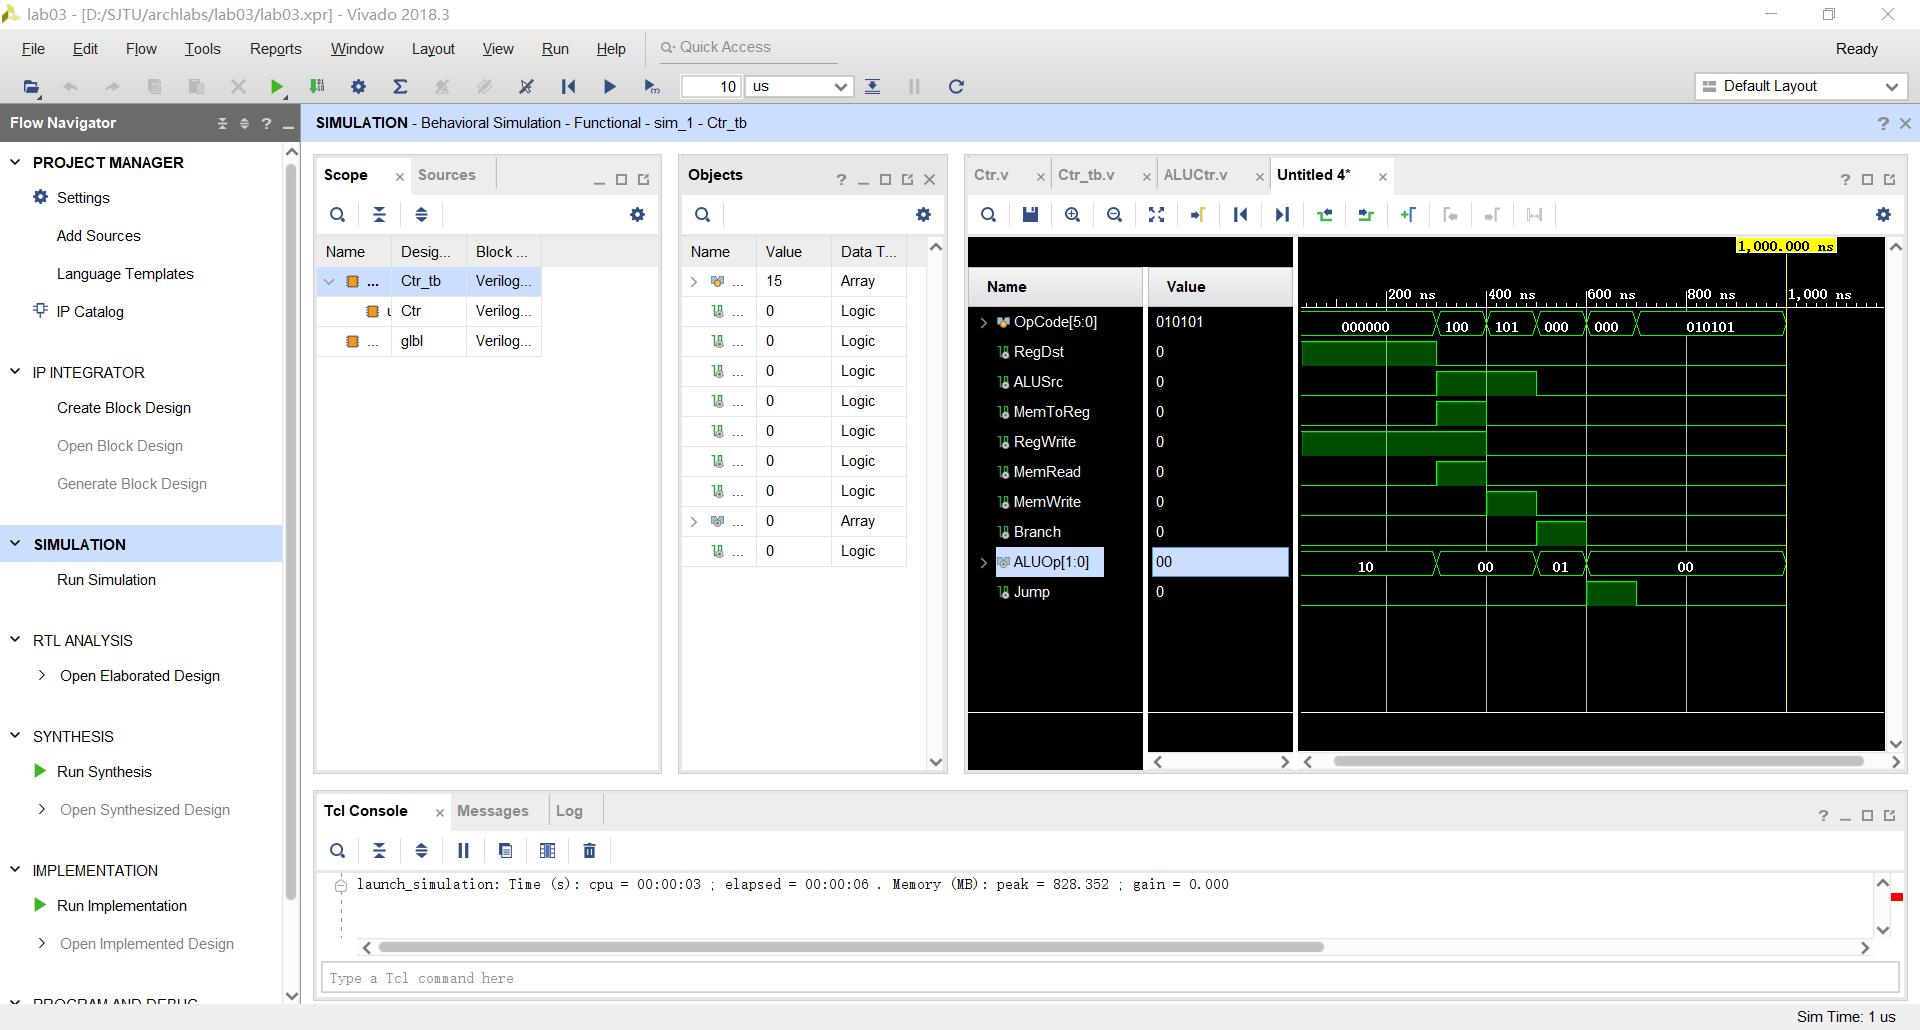 lab03 - [D:/SJTU/archlabs/lab03/lab03.xpr] - Vivado 2018.3
File Edit Flow Tools Reports Window Layout View Run Help Quick Access Ready
10 us Default Layout
Flow Navigator
SIMULATION - Behavioral Simulation - Functional - sim_1 - Ctr_tb
PROJECT MANAGER
Settings
Add Sources
Language Templates
IP Catalog
IP INTEGRATOR
Create Block Design
Open Block Design
Generate Block Design
SIMULATION
Run Simulation
RTL ANALYSIS
Open Elaborated Design
SYNTHESIS
Run Synthesis
Open Synthesized Design
IMPLEMENTATION
Run Implementation
Open Implemented Design
PROGRAM AND DEBUG
Scope Sources
Name Desig... Block ...
... Ctr_tb Verilog...
Ctr Verilog...
... glbl Verilog...
Objects
Name Value Data T...
... 15 Array
... 0 Logic
... 0 Logic
... 0 Logic
... 0 Logic
... 0 Logic
... 0 Logic
... 0 Logic
... 0 Array
... 0 Logic
Ctr.v Ctr_tb.v ALUCtr.v Untitled 4*
1,000.000 ns
Name Value
200 ns 400 ns 600 ns 800 ns 1,000 ns
OpCode[5:0] 010101 000000 100 101 000 000 010101
RegDst 0
ALUSrc 0
MemToReg 0
RegWrite 0
MemRead 0
MemWrite 0
Branch 0
ALUOp[1:0] 00 10 00 01 00
Jump 0
Tcl Console Messages Log
launch_simulation: Time (s): cpu = 00:00:03 ; elapsed = 00:00:06 . Memory (MB): peak = 828.352 ; gain = 0.000
Type a Tcl command here
Sim Time: 1 us